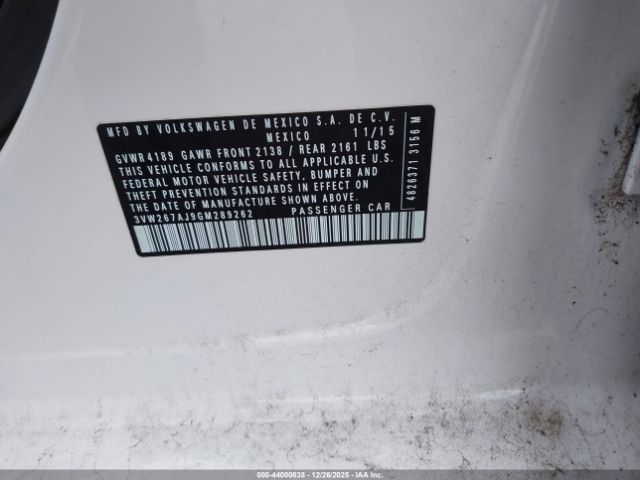 MFD BY VOLKSWAGEN DE MEXICO S.A. DE C.V.
MEXICO 11/15
GVWR 4189 GAWR FRONT 2138 / REAR 2161 LBS
THIS VEHICLE CONFORMS TO ALL APPLICABLE U.S.
FEDERAL MOTOR VEHICLE SAFETY, BUMPER AND
THEFT PREVENTION STANDARDS IN EFFECT ON
THE DATE OF MANUFACTURE SHOWN ABOVE.
3VW267AJ9GM289262 PASSENGER CAR
4826371 3156 M
000-44000838 - 12/26/2025 - IAAI.COM